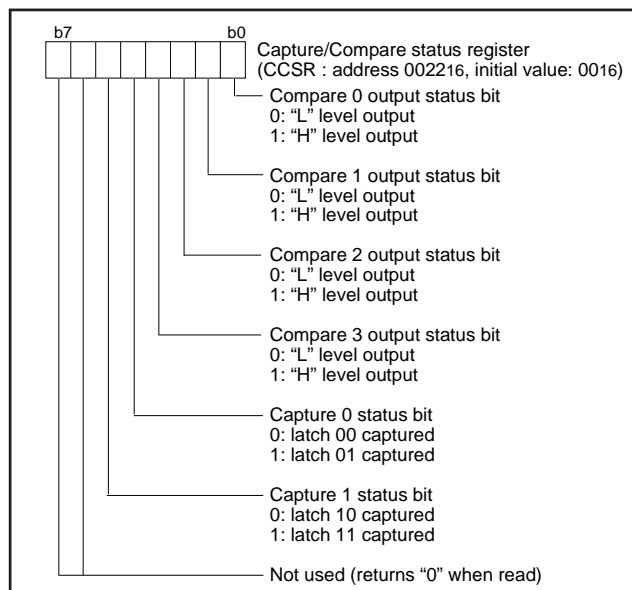 b7 b0
Capture/Compare status register
(CCSR : address 002216, initial value: 0016)
Compare 0 output status bit
0: “L” level output
1: “H” level output
Compare 1 output status bit
0: “L” level output
1: “H” level output
Compare 2 output status bit
0: “L” level output
1: “H” level output
Compare 3 output status bit
0: “L” level output
1: “H” level output
Capture 0 status bit
0: latch 00 captured
1: latch 01 captured
Capture 1 status bit
0: latch 10 captured
1: latch 11 captured
Not used (returns “0” when read)